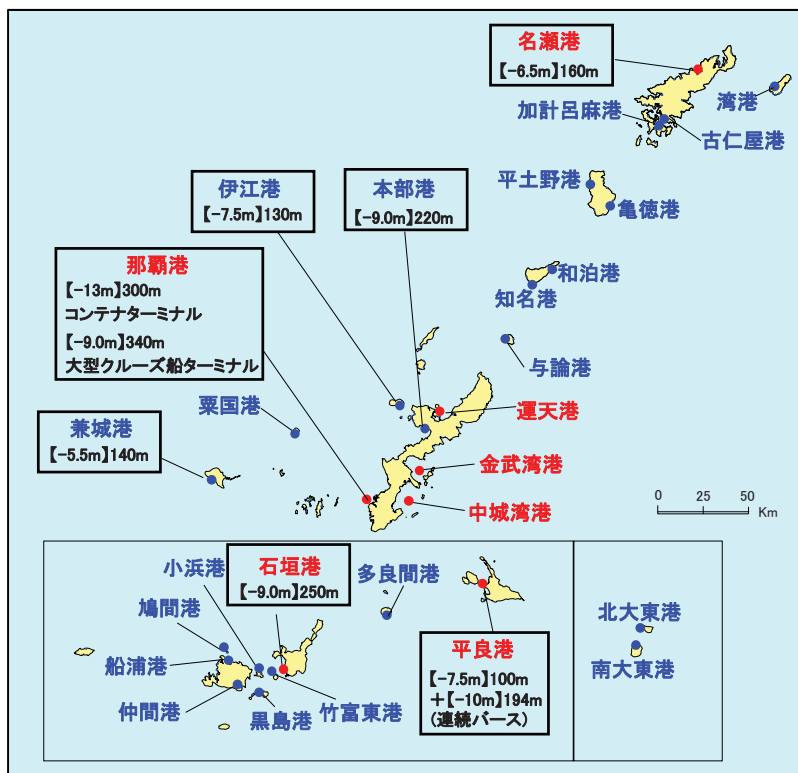 名瀬港
【-6.5m】160m
湾港
加計呂麻港
古仁屋港
伊江港
【-7.5m】130m
本部港
【-9.0m】220m
平土野港
亀徳港
那覇港
【-13m】300m
コンテナターミナル
【-9.0m】340m
大型クルーズ船ターミナル
和泊港
知名港
与論港
兼城港
【-5.5m】140m
粟国港
運天港
金武湾港
中城湾港
0 25 50
Km
小浜港
石垣港
【-9.0m】250m
多良間港
鳩間港
船浦港
仲間港
黒島港
竹富東港
平良港
【-7.5m】100m
+【-10m】194m
(連続バース)
北大東港
南大東港